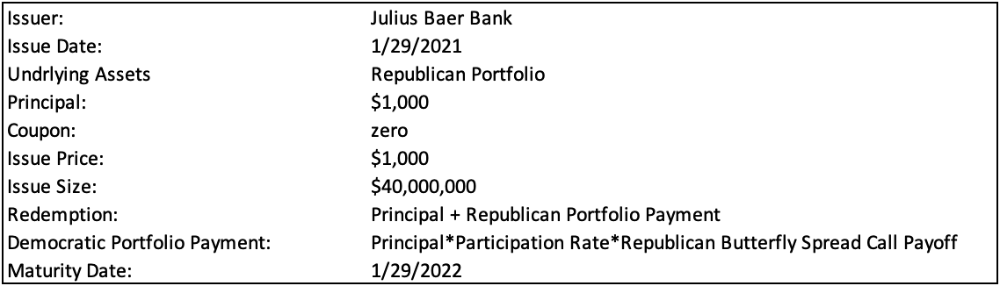 Issuer: Julius Baer Bank
Issue Date: 1/29/2021
Undrlying Assets Republican Portfolio
Principal: $1,000
Coupon: zero
Issue Price: $1,000
Issue Size: $40,000,000
Redemption: Principal + Republican Portfolio Payment
Democratic Portfolio Payment: Principal*Participation Rate*Republican Butterfly Spread Call Payoff
Maturity Date: 1/29/2022